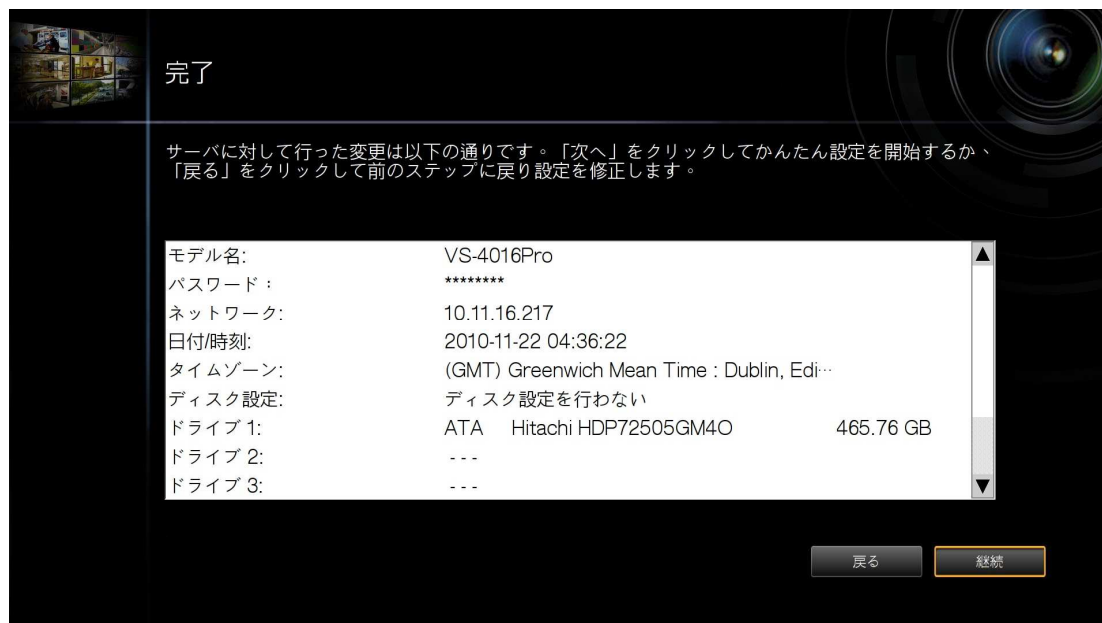 完了
サーバに対して行った変更は以下の通りです。「次へ」をクリックしてかんたん設定を開始するか、
「戻る」をクリックして前のステップに戻り設定を修正します。
モデル名: VS-4016Pro
パスワード： ********
ネットワーク: 10.11.16.217
日付/時刻: 2010-11-22 04:36:22
タイムゾーン: (GMT) Greenwich Mean Time : Dublin, Edi…
ディスク設定: ディスク設定を行わない
ドライブ 1: ATA Hitachi HDP72505GM4O 465.76 GB
ドライブ 2: - - -
ドライブ 3: - - -
戻る 継続